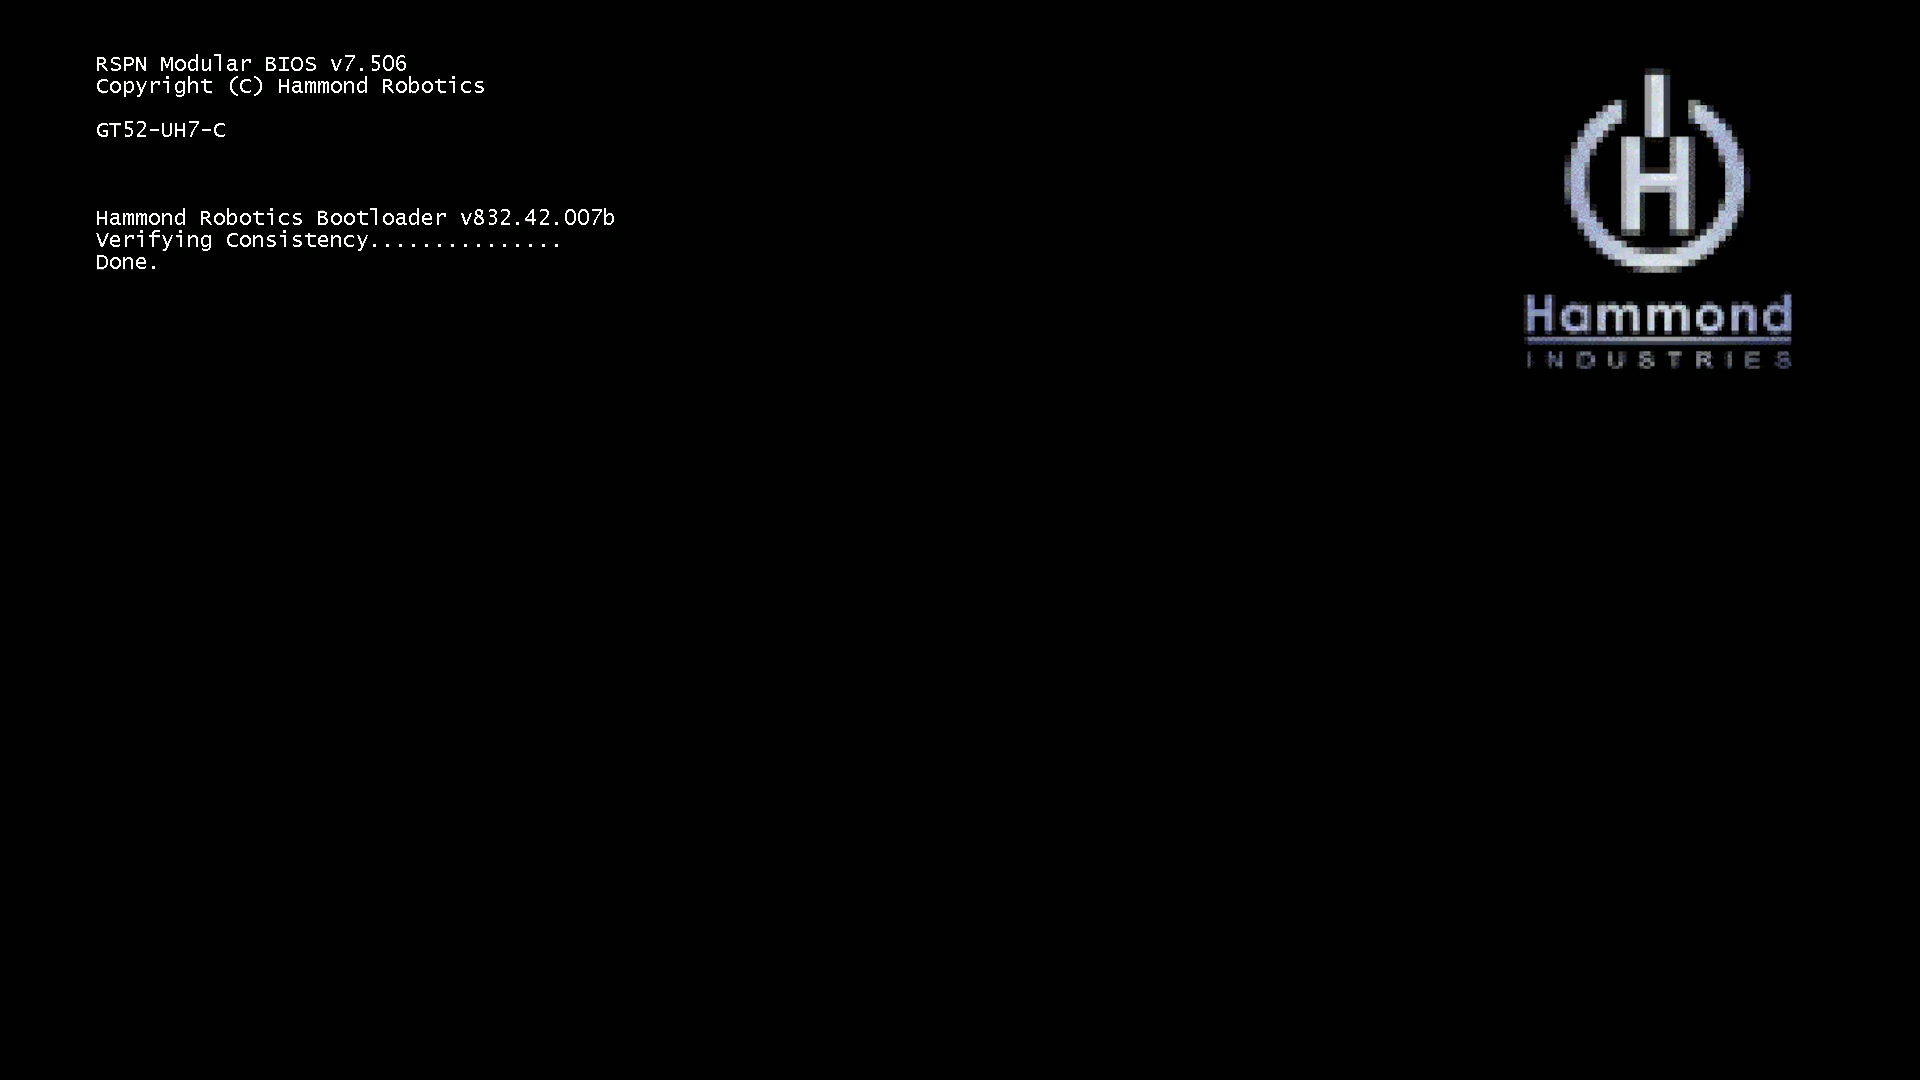 RSPN Modular BIOS v7.506
Copyright (C) Hammond Robotics
GT52-UH7-C
Hammond Robotics Bootloader v832.42.007b
Verifying Consistency...............
Done.
H
Hammond
INDUSTRIES